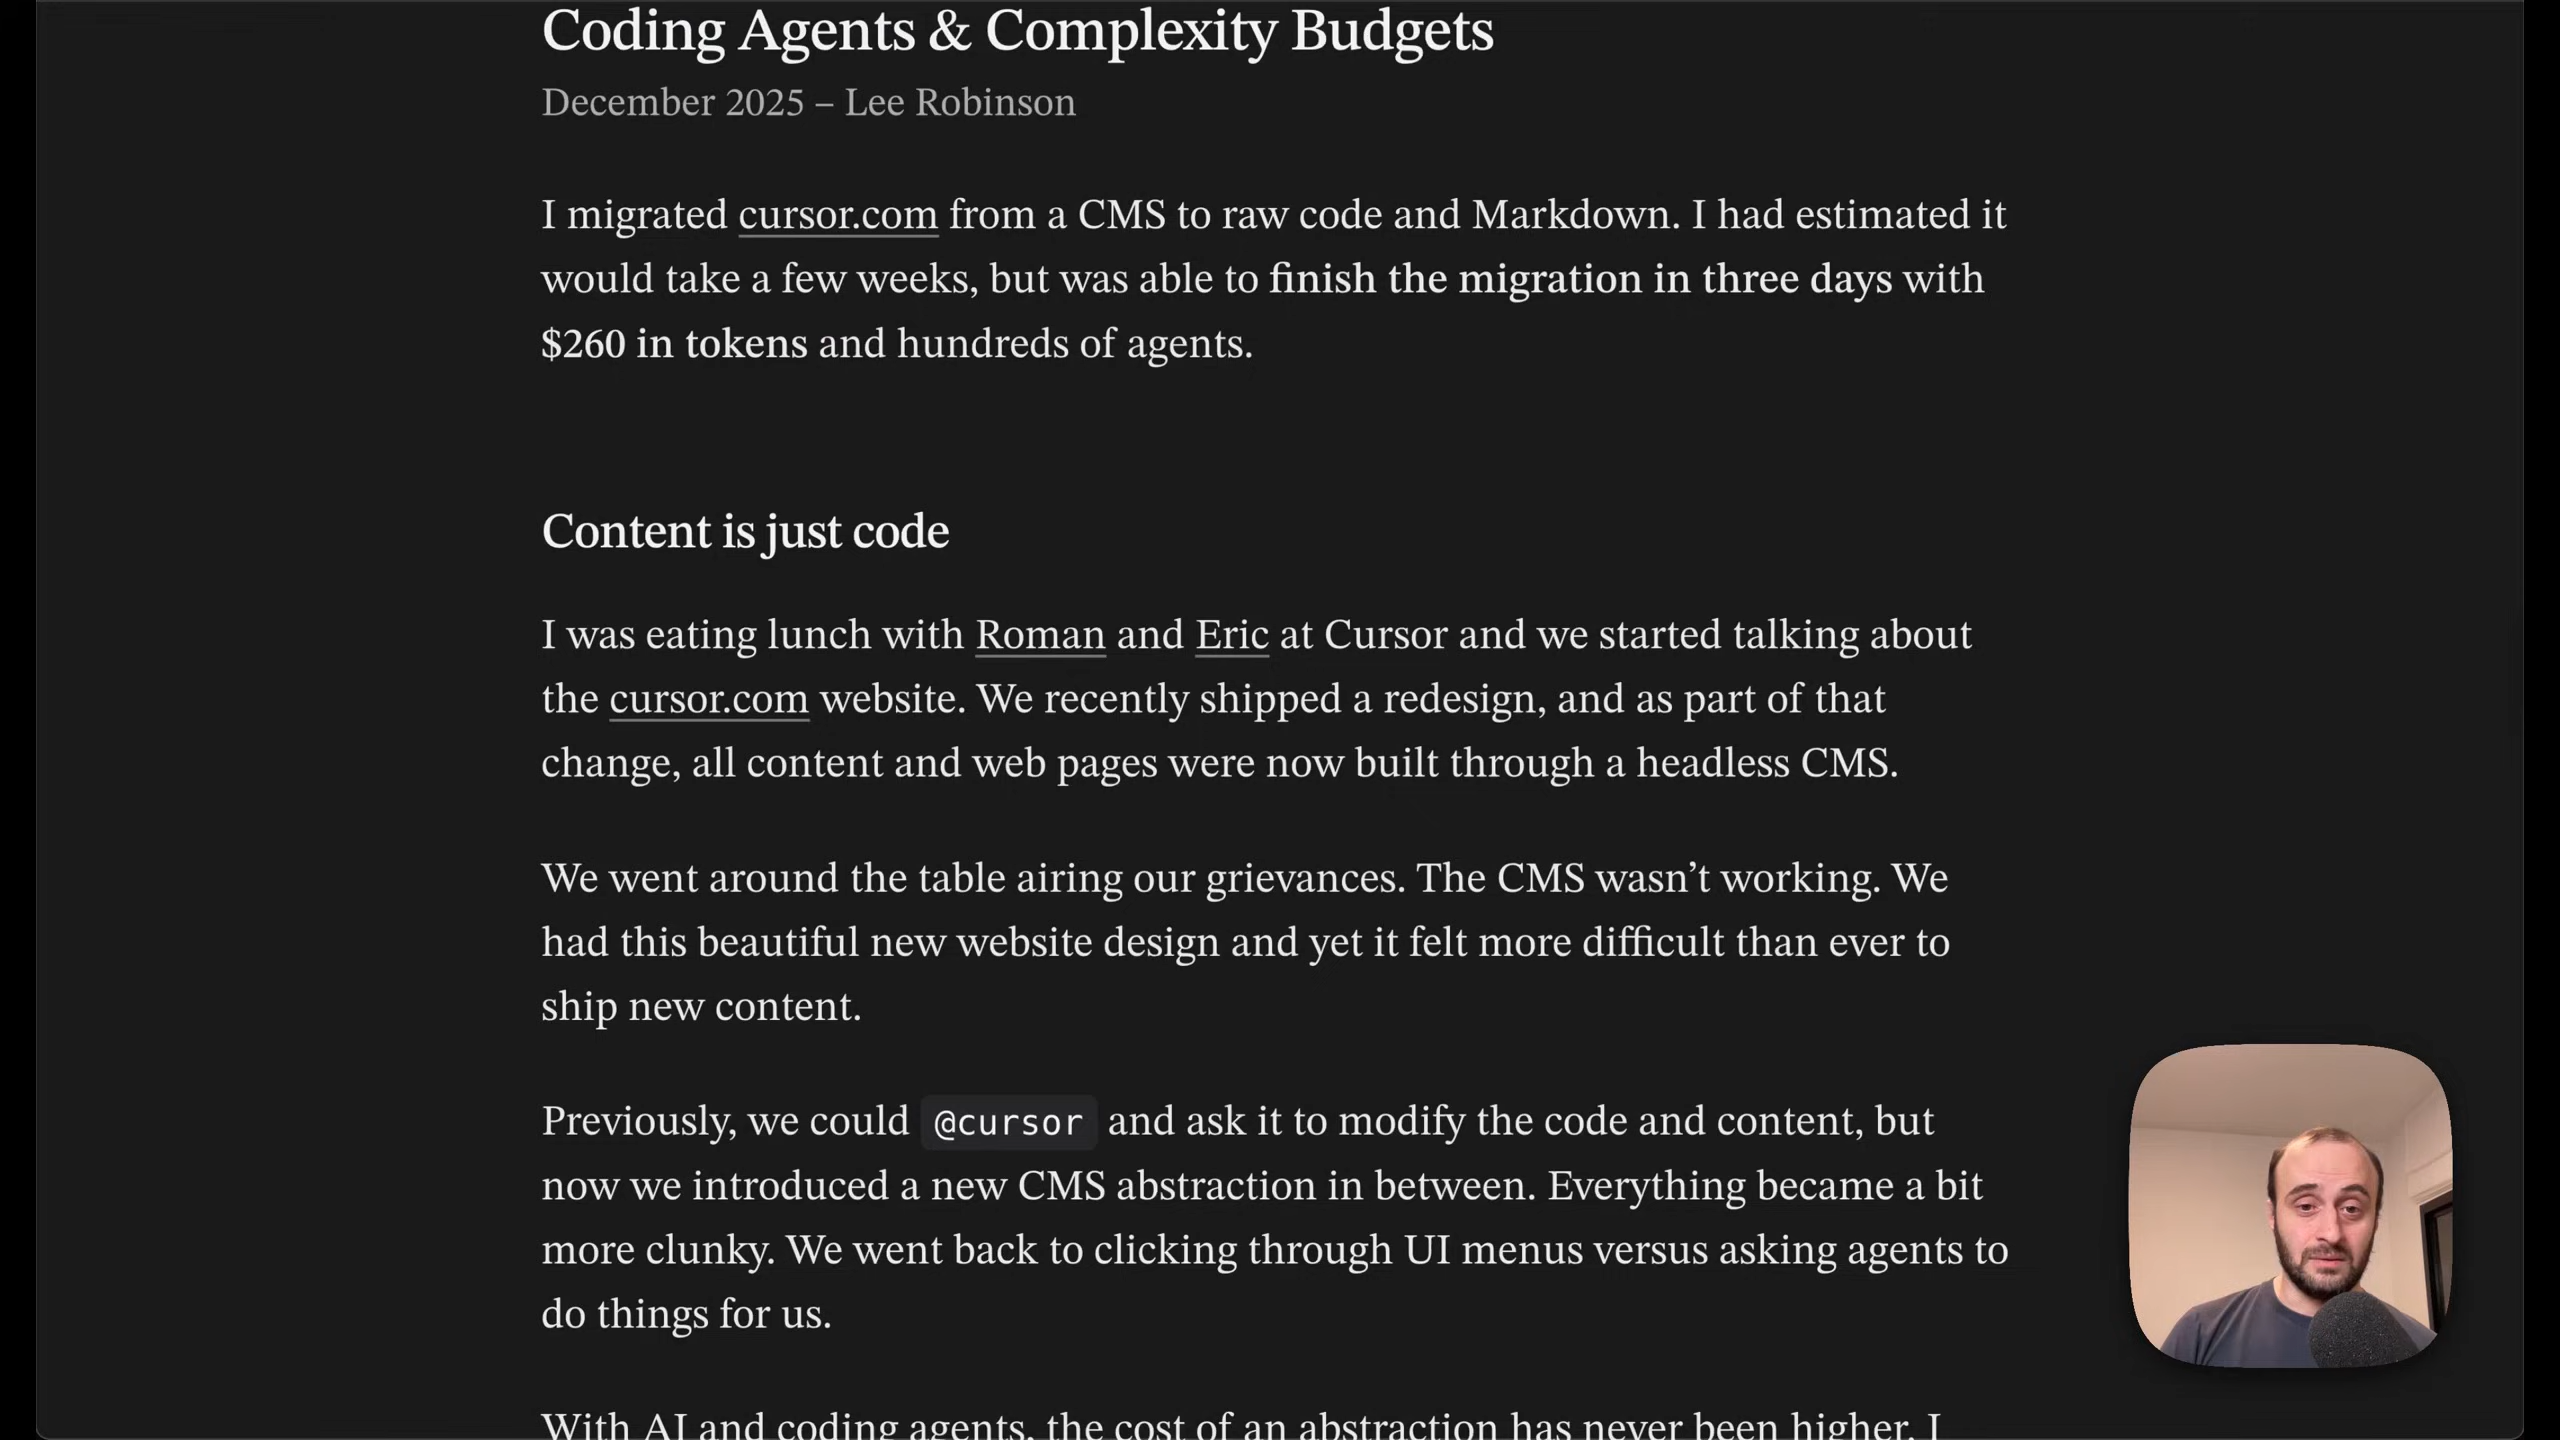 Coding Agents & Complexity Budgets
December 2025 – Lee Robinson
I migrated cursor.com from a CMS to raw code and Markdown. I had estimated it
would take a few weeks, but was able to finish the migration in three days with
$260 in tokens and hundreds of agents.
Content is just code
I was eating lunch with Roman and Eric at Cursor and we started talking about
the cursor.com website. We recently shipped a redesign, and as part of that
change, all content and web pages were now built through a headless CMS.
We went around the table airing our grievances. The CMS wasn’t working. We
had this beautiful new website design and yet it felt more difficult than ever to
ship new content.
Previously, we could @cursor and ask it to modify the code and content, but
now we introduced a new CMS abstraction in between. Everything became a bit
more clunky. We went back to clicking through UI menus versus asking agents to
do things for us.
With AI and coding agents, the cost of an abstraction has never been higher. I